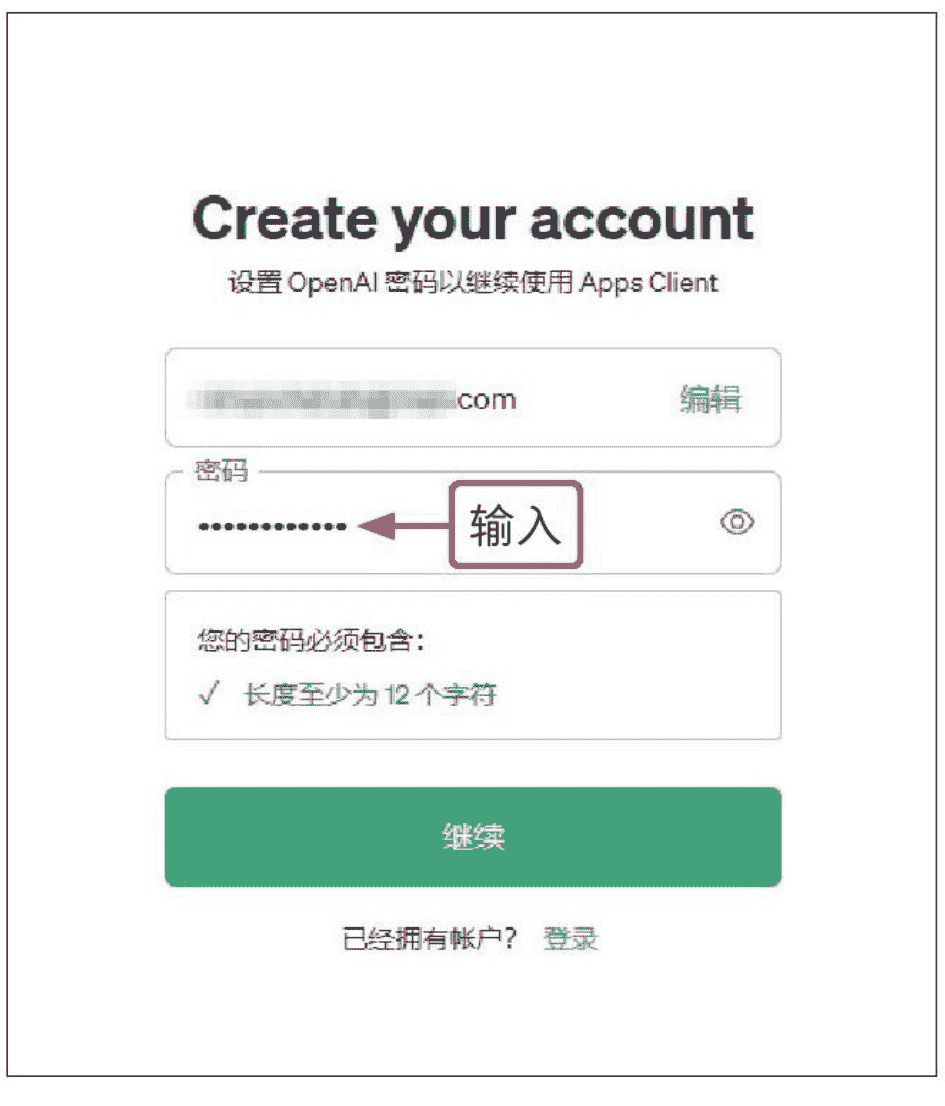 Create your account
设置 OpenAI 密码以继续使用 Apps Client
com 编辑
密码
•••••••••••• 输入
您的密码必须包含：
✓ 长度至少为 12 个字符
继续
已经拥有帐户？ 登录